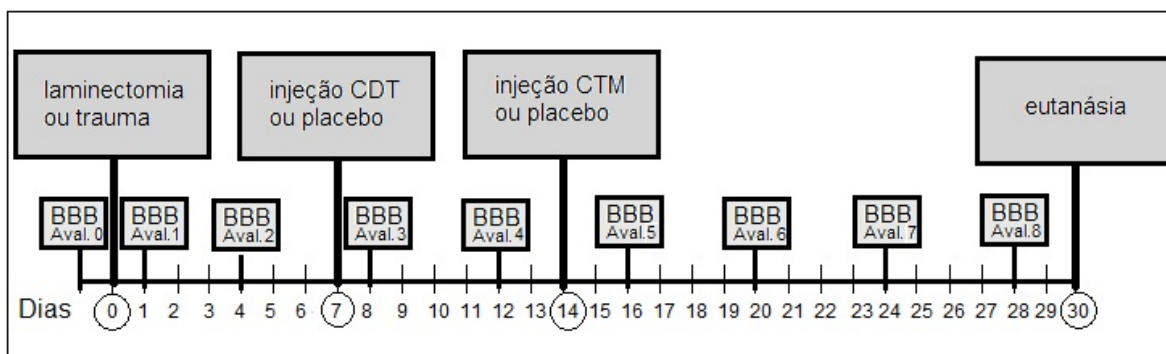 laminectomia
ou trauma
injeção CDT
ou placebo
injeção CTM
ou placebo
eutanásia
BBB
Aval.0
BBB
Aval.1
BBB
Aval.2
BBB
Aval.3
BBB
Aval.4
BBB
Aval.5
BBB
Aval.6
BBB
Aval.7
BBB
Aval.8
Dias 0 1 2 3 4 5 6 7 8 9 10 11 12 13 14 15 16 17 18 19 20 21 22 23 24 25 26 27 28 29 30